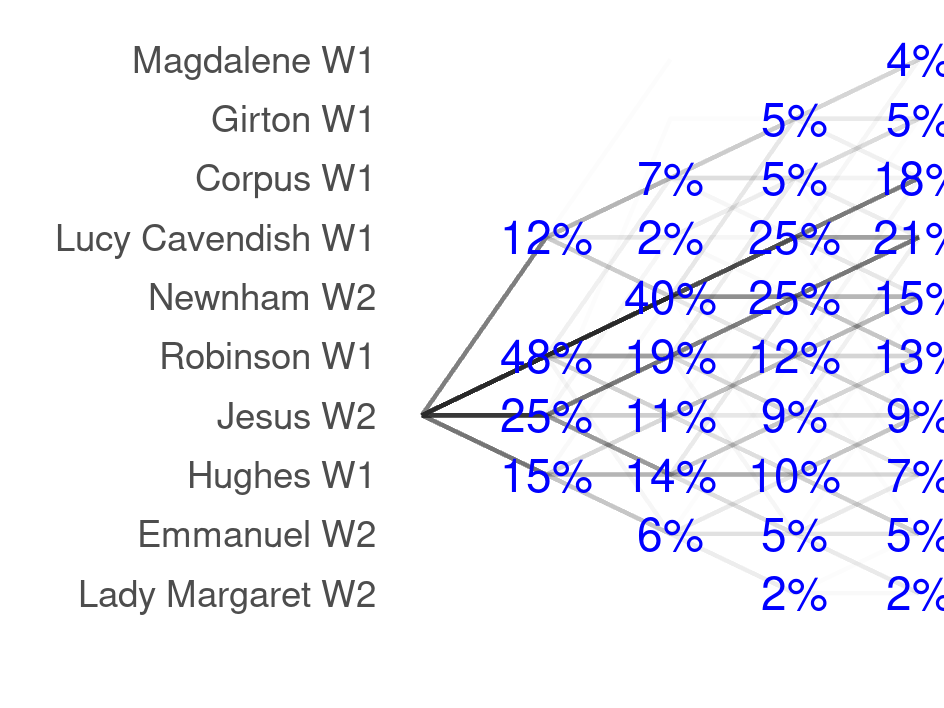 Magdalene W1 4%
Girton W1 5% 5%
Corpus W1 7% 5% 18%
Lucy Cavendish W1 12% 2% 25% 21%
Newnham W2 40% 25% 15%
Robinson W1 48% 19% 12% 13%
Jesus W2 25% 11% 9% 9%
Hughes W1 15% 14% 10% 7%
Emmanuel W2 6% 5% 5%
Lady Margaret W2 2% 2%